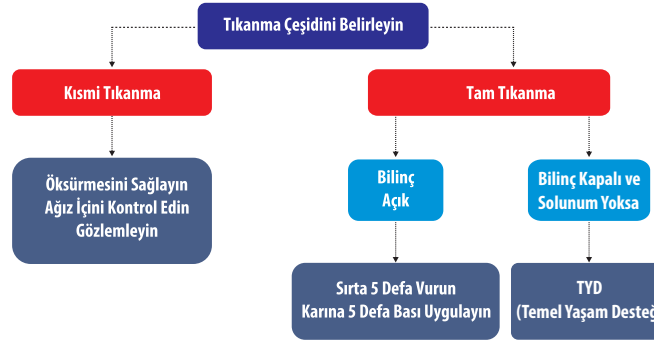 Tıkanma Çeşidini Belirleyin
Kısmi Tıkanma
Tam Tıkanma
Öksürmesini Sağlayın
Ağız İçini Kontrol Edin
Gözlemleyin
Bilinç
Açık
Bilinç Kapalı ve
Solunum Yoksa
Sırta 5 Defa Vurun
Karına 5 Defa Bası Uygulayın
TYD
(Temel Yaşam Desteğ